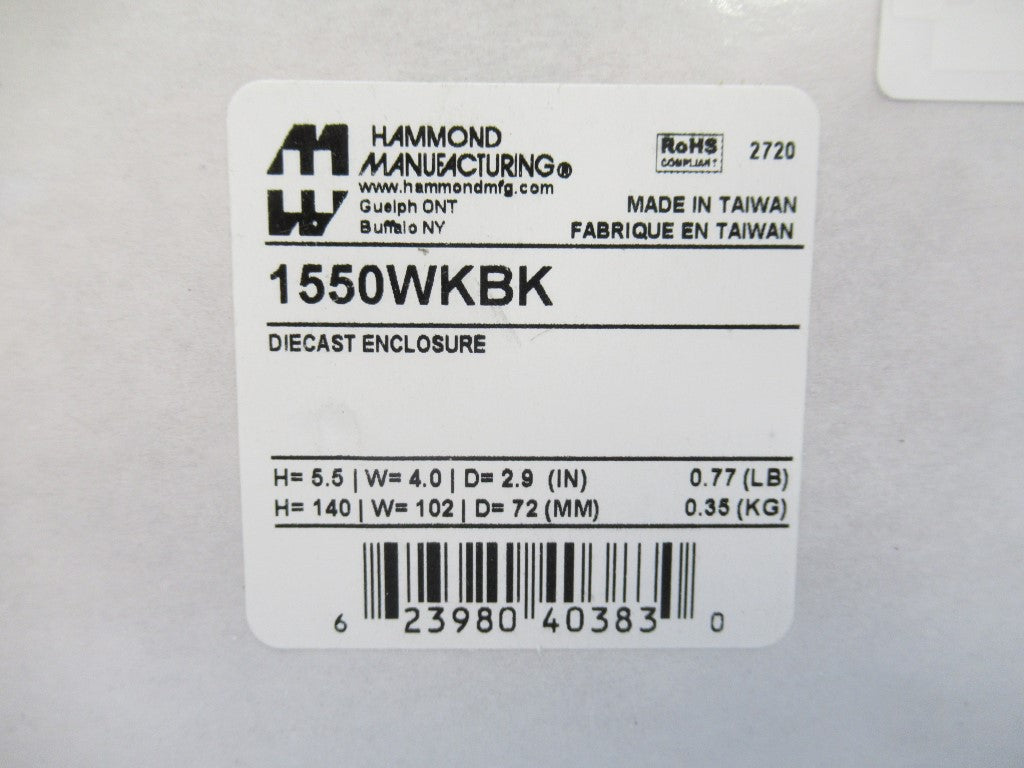 HAMMOND
MANUFACTURING®
www.hammondmfg.com
Guelph ONT
Buffalo NY
RoHS
COMPLIANT
2720
MADE IN TAIWAN
FABRIQUE EN TAIWAN
1550WKBK
DIECAST ENCLOSURE
H= 5.5 | W= 4.0 | D= 2.9 (IN) 0.77 (LB)
H= 140 | W= 102 | D= 72 (MM) 0.35 (KG)
6 23980 40383 0